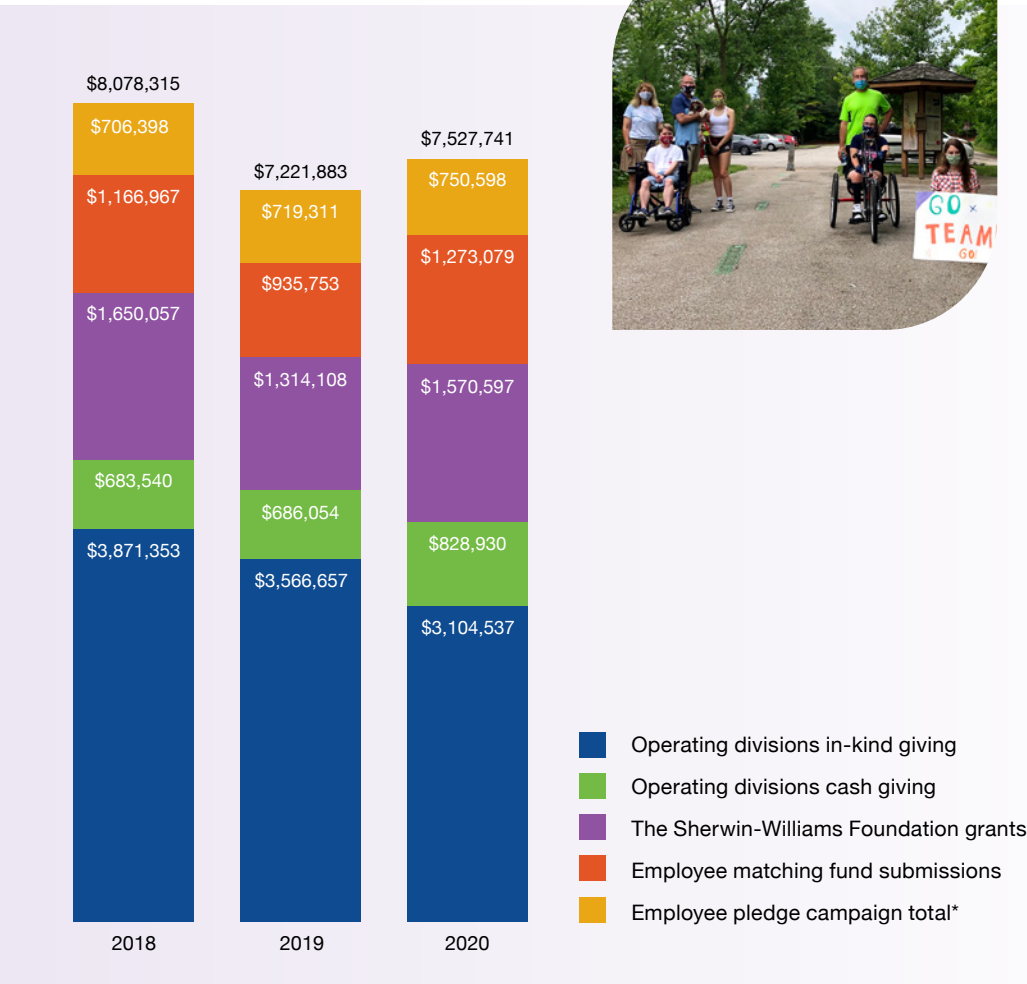 $8,078,315
$706,398
$1,166,967
$1,650,057
$683,540
$3,871,353
2018
$7,221,883
$719,311
$935,753
$1,314,108
$686,054
$3,566,657
2019
$7,527,741
$750,598
$1,273,079
$1,570,597
$828,930
$3,104,537
2020
GO
TEAM
GO!
Operating divisions in-kind giving
Operating divisions cash giving
The Sherwin-Williams Foundation grants
Employee matching fund submissions
Employee pledge campaign total*